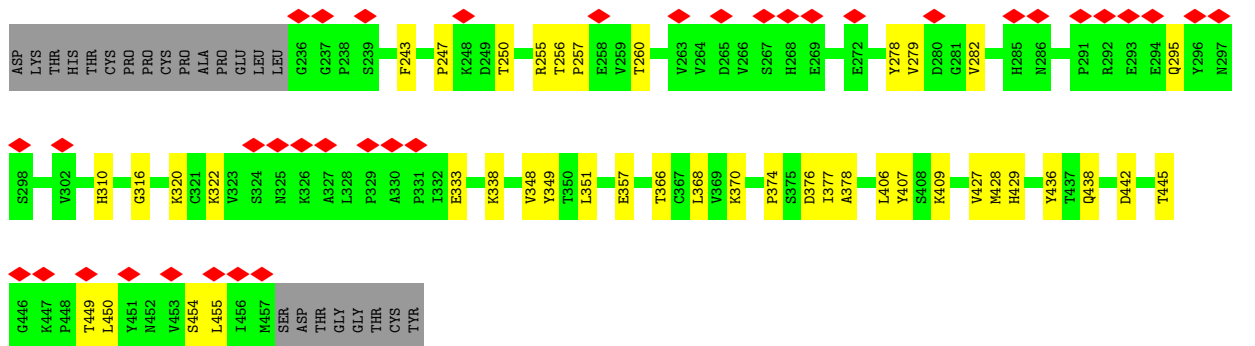 ASP LYS THR HIS THR CYS PRO PRO CYS PRO ALA PRO GLU LEU LEU G236 G237 P238 S239 F243 P247 K248 D249 T250 R255 T256 P257 E258 V259 T260 V263 V264 D265 V266 S267 H268 E269 E272 Y278 V279 D280 G281 V282 H285 N286 P291 R292 E293 E294 Q295 Y296 N297
S298 V302 H310 G316 K320 C321 K322 V323 S324 N325 K326 A327 L328 P329 A330 P331 I332 E333 K338 V348 Y349 T350 L351 E357 T366 C367 L368 V369 K370 P374 S375 D376 I377 A378 L406 Y407 S408 K409 V427 M428 H429 Y436 T437 Q438 D442 T445
G446 K447 P448 T449 L450 Y451 N452 V453 S454 L455 I456 M457 SER ASP THR GLY GLY THR CYS TYR